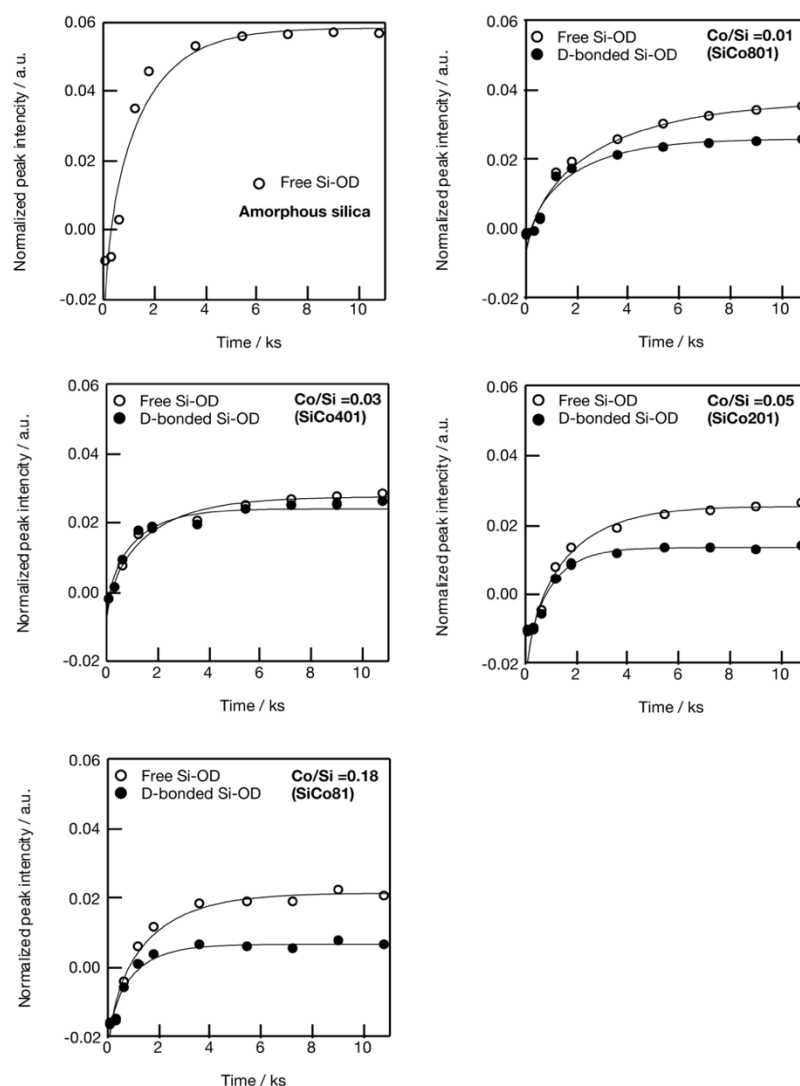 Normalized peak intencity / a.u.
0.06
0.04
0.02
0.00
-0.02
Free Si-OD
Amorphous silica
0 2 4 6 8 10
Time / ks
Normalized peak intencity / a.u.
0.06
0.04
0.02
0.00
-0.02
Free Si-OD
D-bonded Si-OD
Co/Si =0.01
(SiCo801)
0 2 4 6 8 10
Time / ks
Normalized peak intencity / a.u.
0.06
0.04
0.02
0.00
-0.02
Free Si-OD
D-bonded Si-OD
Co/Si =0.03
(SiCo401)
0 2 4 6 8 10
Time / ks
Normalized peak intencity / a.u.
0.06
0.04
0.02
0.00
-0.02
Free Si-OD
D-bonded Si-OD
Co/Si =0.05
(SiCo201)
0 2 4 6 8 10
Time / ks
Normalized peak intencity / a.u.
0.06
0.04
0.02
0.00
-0.02
Free Si-OD
D-bonded Si-OD
Co/Si=0.18
(SiCo81)
0 2 4 6 8 10
Time / ks